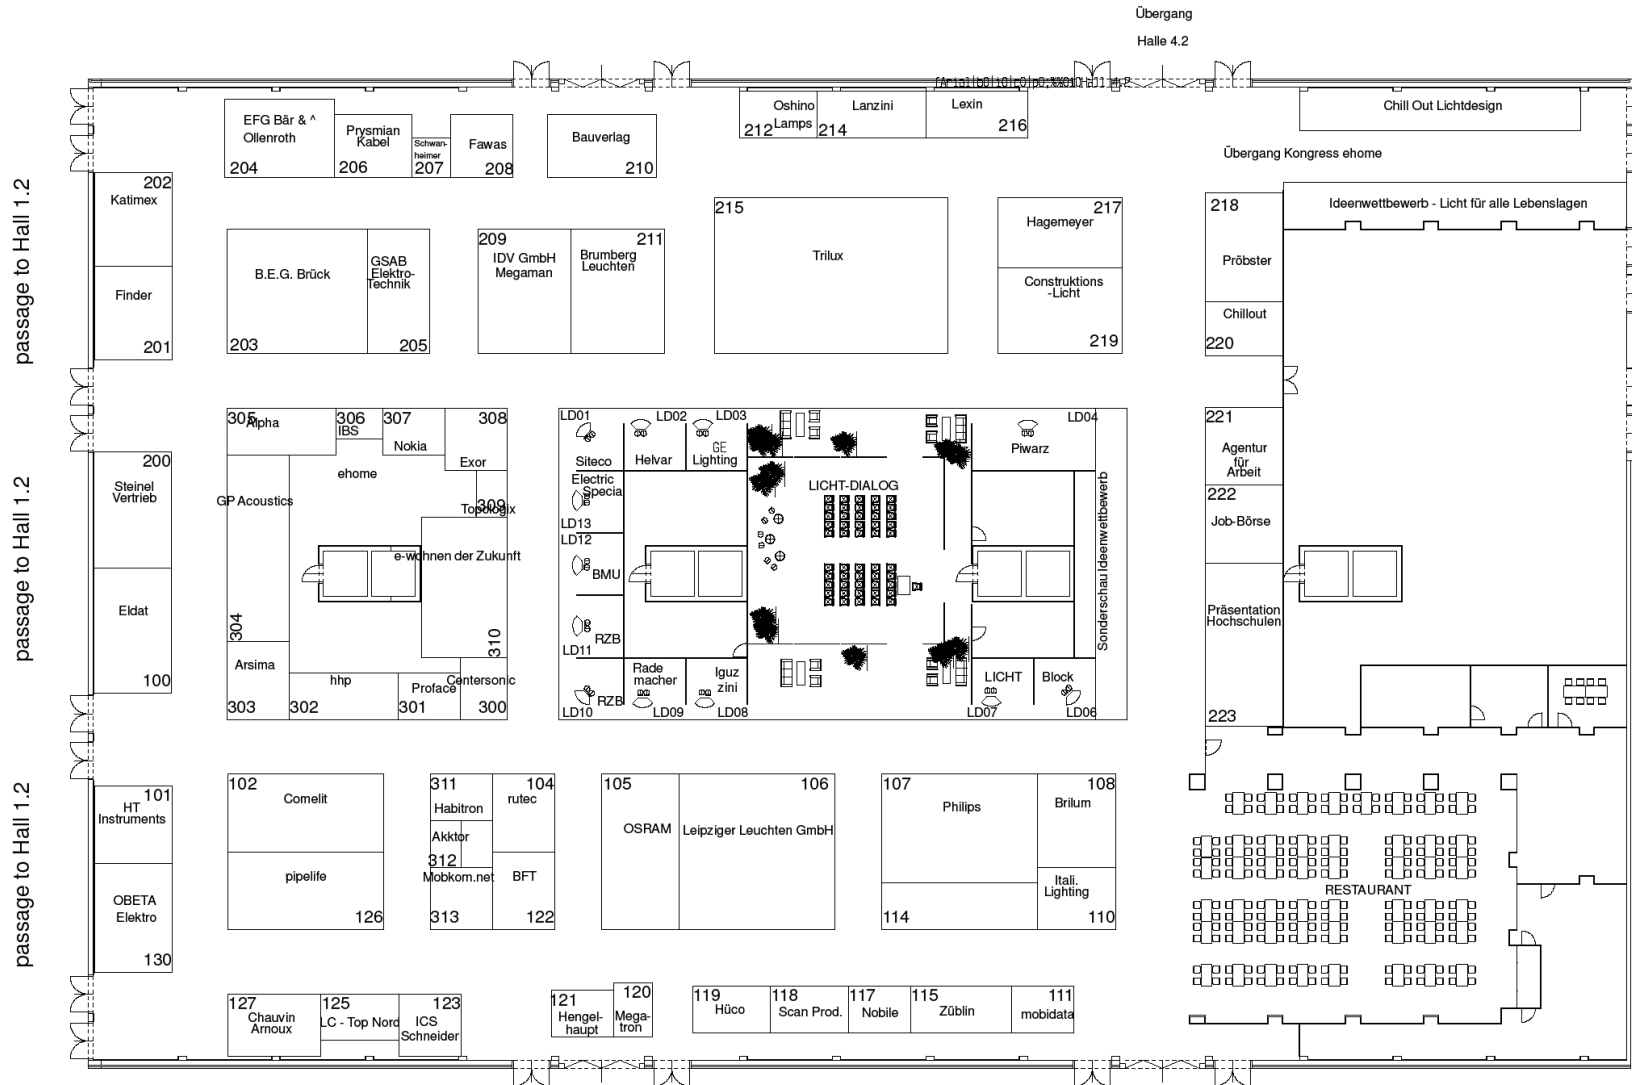 Übergang
Halle 4.2
Oshino
Lamps
212
Lanzini
214
Lexin
216
Chill Out Lichtdesign
EFG Bär & ^
Ollenroth
204
Prysmian
Kabel
206
Schwan-
heimer
207
Fawas
208
Bauverlag
210
Übergang Kongress ehome
passage to Hall 1.2
202
Katimex
Finder
201
B.E.G. Brück
203
GSAB
Elektro-
Technik
205
209
IDV GmbH
Megaman
211
Brumberg
Leuchten
215
Trilux
217
Hagemeyer
Construktions
-Licht
219
218
Pröbster
Chillout
220
Ideenwettbewerb - Licht für alle Lebenslagen
passage to Hall 1.2
200
Steinel
Vertrieb
Eldat
100
305
Alpha
306
IBS
307
Nokia
308
Exor
ehome
GP Acoustics
304
309
Topologix
e-wohnen der Zukunft
310
Arsima
303
hhp
302
Proface
301
Centersonic
300
LD01
Siteco
LD02
Helvar
LD03
GE
Lighting
LD04
Piwarz
Electric
Specia
LD13
LD12
BMU
RZB
LD11
RZB
LD10
Rade
macher
LD09
Iguz
zini
LD08
LICHT-DIALOG
LICHT
LD07
Block
LD06
Sonderschau Ideenwettbewerb
221
Agentur
für
Arbeit
222
Job-Börse
Präsentation
Hochschulen
223
passage to Hall 1.2
101
HT
Instruments
OBETA
Elektro
130
102
Comelit
pipelife
126
311
Habitron
Akktor
312
Mobkom.net
313
104
rutec
BFT
122
105
OSRAM
106
Leipziger Leuchten GmbH
107
Philips
114
108
Brilum
Itali.
Lighting
110
RESTAURANT
127
Chauvin
Arnoux
125
LC - Top Nord
123
ICS
Schneider
121
Hengel-
haupt
120
Mega-
tron
119
Hüco
118
Scan Prod.
117
Nobile
115
Züblin
111
mobidata